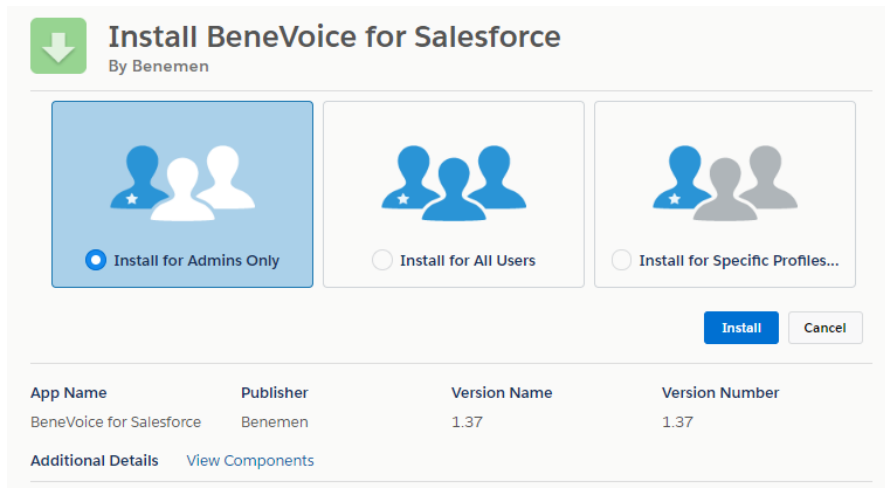 Install BeneVoice for Salesforce
By Benemen
Install for Admins Only
Install for All Users
Install for Specific Profiles...
Install
Cancel
App Name
Publisher
Version Name
Version Number
BeneVoice for Salesforce
Benemen
1.37
1.37
Additional Details
View Components